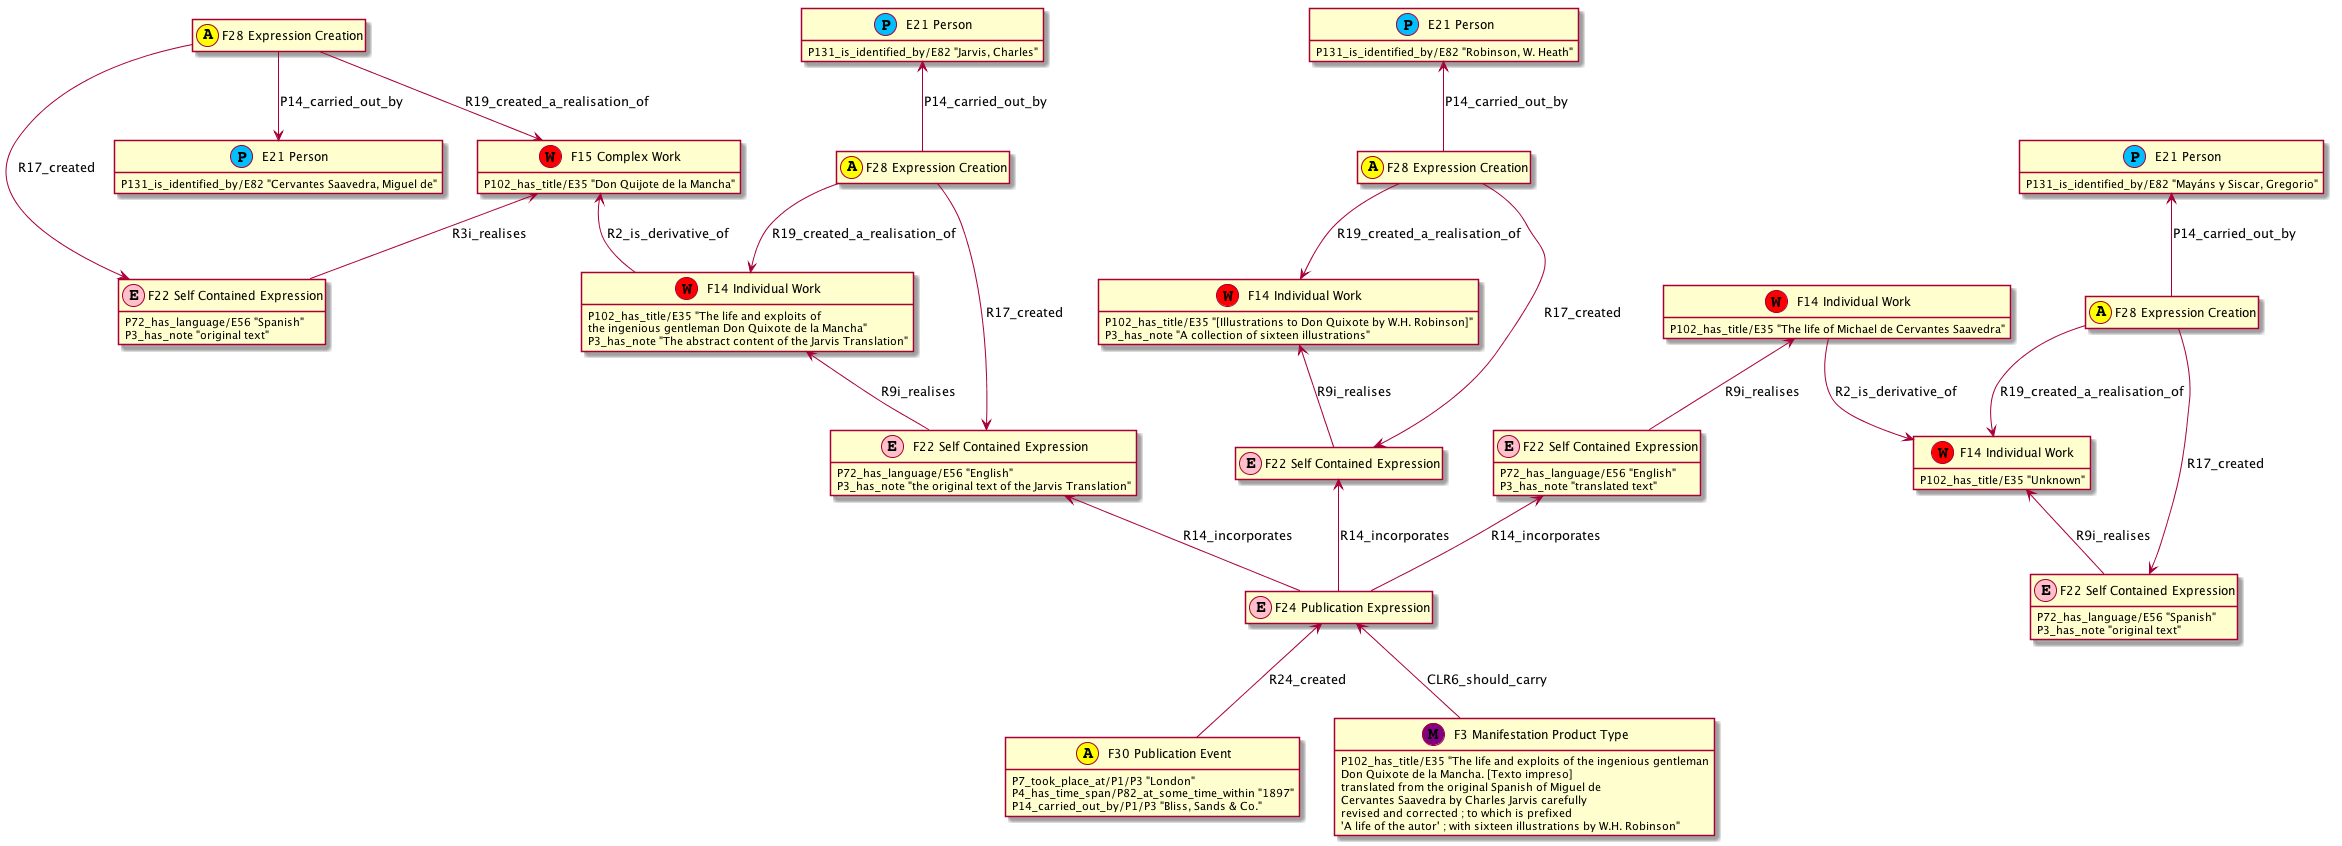 A F28 Expression Creation
P E21 Person
P131_is_identified_by/E82 "Jarvis, Charles"
P E21 Person
P131_is_identified_by/E82 "Robinson, W. Heath"
P14_carried_out_by
R19_created_a_realisation_of
P14_carried_out_by
P14_carried_out_by
R17_created
P E21 Person
P131_is_identified_by/E82 "Cervantes Saavedra, Miguel de"
W F15 Complex Work
P102_has_title/E35 "Don Quijote de la Mancha"
A F28 Expression Creation
A F28 Expression Creation
P E21 Person
P131_is_identified_by/E82 "Mayáns y Siscar, Gregorio"
R3i_realises
R2_is_derivative_of
R19_created_a_realisation_of
R19_created_a_realisation_of
P14_carried_out_by
E F22 Self Contained Expression
P72_has_language/E56 "Spanish"
P3_has_note "original text"
W F14 Individual Work
P102_has_title/E35 "The life and exploits of
the ingenious gentleman Don Quixote de la Mancha"
P3_has_note "The abstract content of the Jarvis Translation"
R17_created
W F14 Individual Work
P102_has_title/E35 "[Illustrations to Don Quixote by W.H. Robinson]"
P3_has_note "A collection of sixteen illustrations"
R17_created
W F14 Individual Work
P102_has_title/E35 "The life of Michael de Cervantes Saavedra"
A F28 Expression Creation
R9i_realises
R9i_realises
R9i_realises
R2_is_derivative_of
R19_created_a_realisation_of
E F22 Self Contained Expression
P72_has_language/E56 "English"
P3_has_note "the original text of the Jarvis Translation"
E F22 Self Contained Expression
E F22 Self Contained Expression
P72_has_language/E56 "English"
P3_has_note "translated text"
W F14 Individual Work
P102_has_title/E35 "Unknown"
R17_created
R14_incorporates
R14_incorporates
R14_incorporates
R9i_realises
E F24 Publication Expression
E F22 Self Contained Expression
P72_has_language/E56 "Spanish"
P3_has_note "original text"
R24_created
CLR6_should_carry
A F30 Publication Event
P7_took_place_at/P1/P3 "London"
P4_has_time_span/P82_at_some_time_within "1897"
P14_carried_out_by/P1/P3 "Bliss, Sands & Co."
M F3 Manifestation Product Type
P102_has_title/E35 "The life and exploits of the ingenious gentleman
Don Quixote de la Mancha. [Texto impreso]
translated from the original Spanish of Miguel de
Cervantes Saavedra by Charles Jarvis carefully
revised and corrected ; to which is prefixed
'A life of the autor' ; with sixteen illustrations by W.H. Robinson"